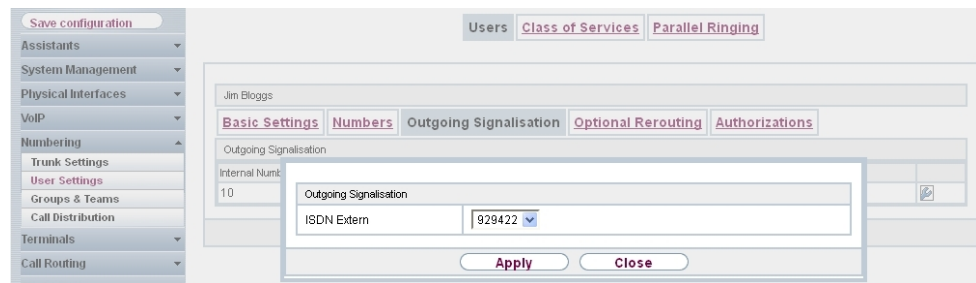 Save configuration
Assistants
System Management
Physical Interfaces
VoIP
Numbering
Trunk Settings
User Settings
Groups & Teams
Call Distribution
Terminals
Call Routing
Users Class of Services Parallel Ringing
Jim Bloggs
Basic Settings Numbers Outgoing Signalisation Optional Rerouting Authorizations
Outgoing Signalisation
Internal Numb
10
Outgoing Signalisation
ISDN Extern 929422
Apply Close